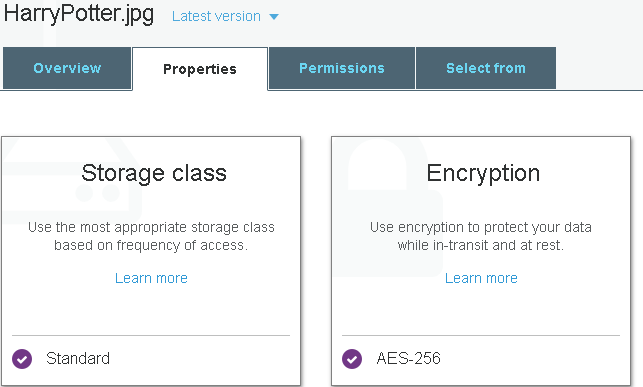 HarryPotter.jpg Latest version
Overview Properties Permissions Select from
Storage class
Use the most appropriate storage class
based on frequency of access.
Learn more
Standard
Encryption
Use encryption to protect your data
while in-transit and at rest.
Learn more
AES-256